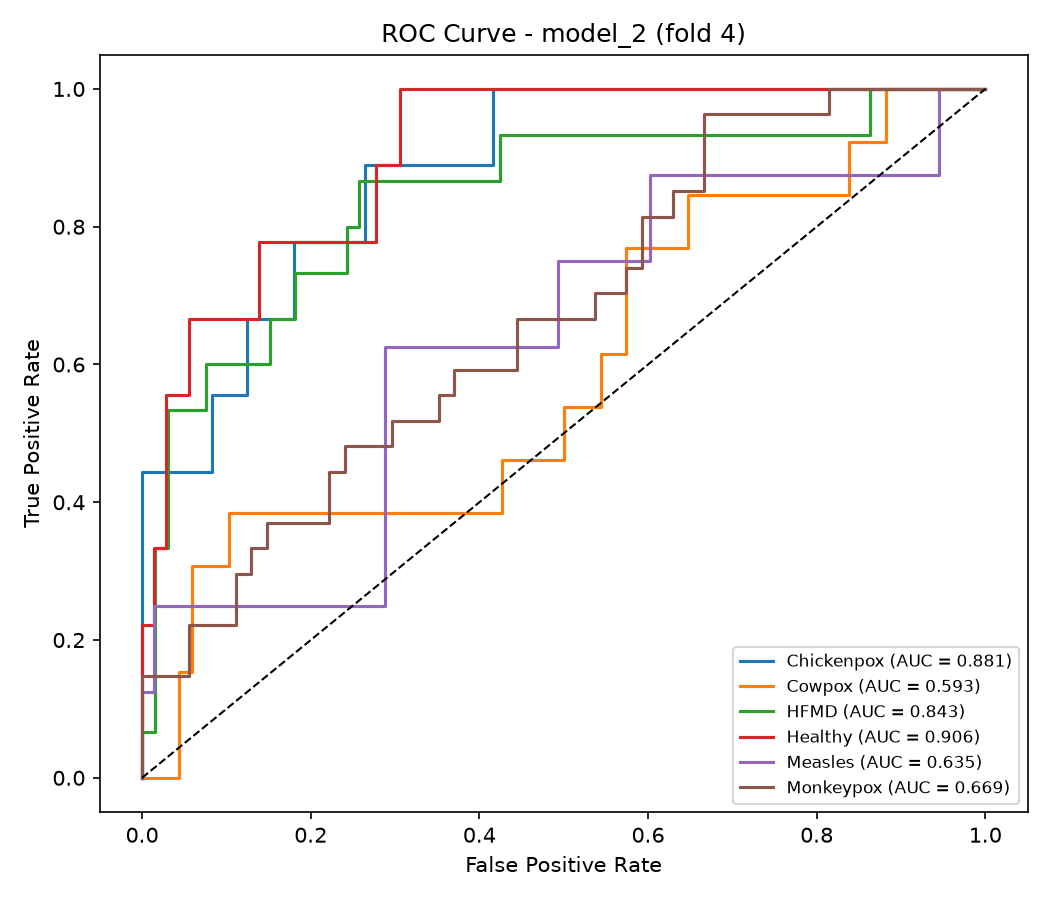 ROC Curve - model_2 (fold 4)
True Positive Rate
1.0
0.8
0.6
0.4
0.2
0.0
0.0 0.2 0.4 0.6 0.8 1.0
False Positive Rate
Chickenpox (AUC = 0.881)
Cowpox (AUC = 0.593)
HFMD (AUC = 0.843)
Healthy (AUC = 0.906)
Measles (AUC = 0.635)
Monkeypox (AUC = 0.669)